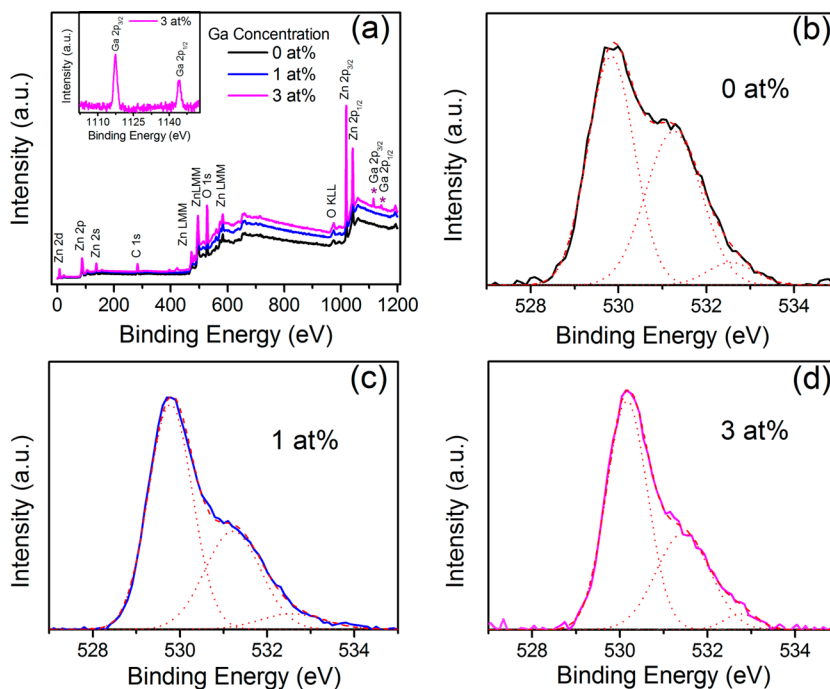 (a)
Ga 2p3/2
3 at%
Ga 2p1/2
Intensity (a.u.)
1110 1125 1140
Binding Energy (eV)
Ga Concentration
0 at%
1 at%
3 at%
Zn 2d
Zn 2p
Zn 2s
C 1s
Zn LMM
ZnLMM
O 1s
Zn LMM
O KLL
Zn 2p3/2
Zn 2p1/2
* Ga 2p3/2
* Ga 2p1/2
Intensity (a.u.)
0 200 400 600 800 1000 1200
Binding Energy (eV)
(b)
0 at%
Intensity (a.u.)
528 530 532 534
Binding Energy (eV)
(c)
1 at%
Intensity (a.u.)
528 530 532 534
Binding Energy (eV)
(d)
3 at%
Intensity (a.u.)
528 530 532 534
Binding Energy (eV)